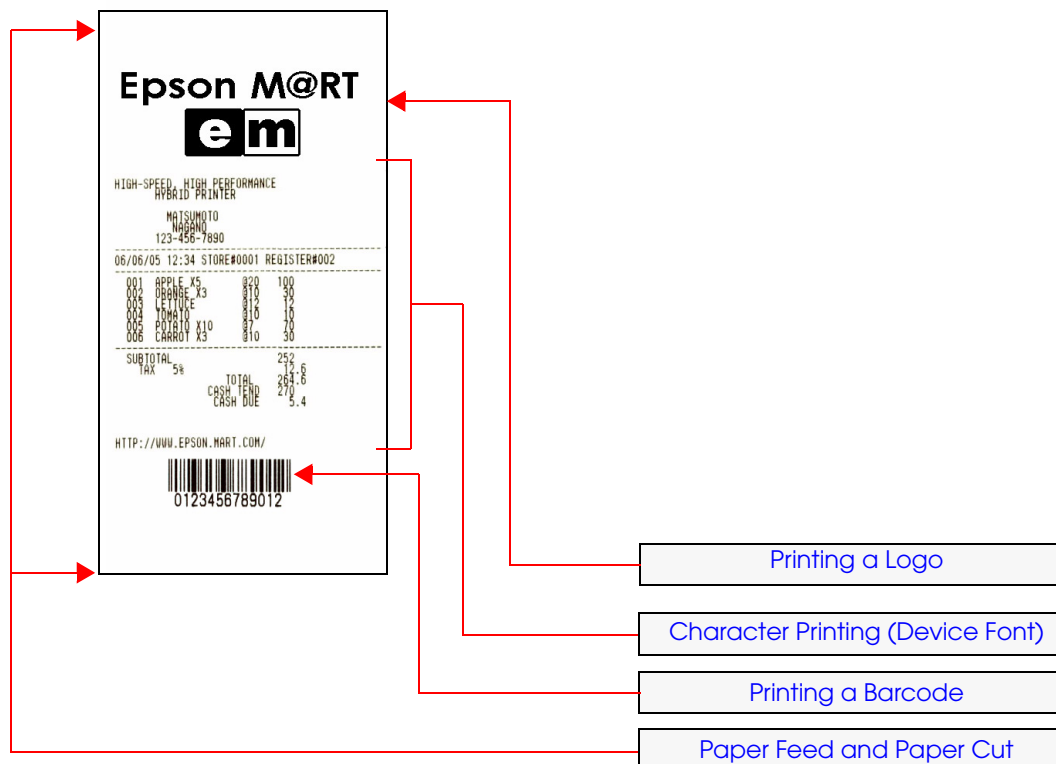 Epson M@RT
em
HIGH-SPEED, HIGH PERFORMANCE
HYBRID PRINTER
MATSUMOTO
NAGANO
123-456-7890
06/06/05 12:34 STORE#0001 REGISTER#002
001 APPLE X5 @20 100
002 ORANGE X3 @10 30
003 LETTUCE @12 12
004 TOMATO @10 10
005 POTATO X10 @7 70
006 CARROT X3 @10 30
SUBTOTAL 252
TAX 5% 12.6
TOTAL 264.6
CASH TEND 270
CASH DUE 5.4
HTTP://WWW.EPSON.MART.COM/
0123456789012
Printing a Logo
Character Printing (Device Font)
Printing a Barcode
Paper Feed and Paper Cut